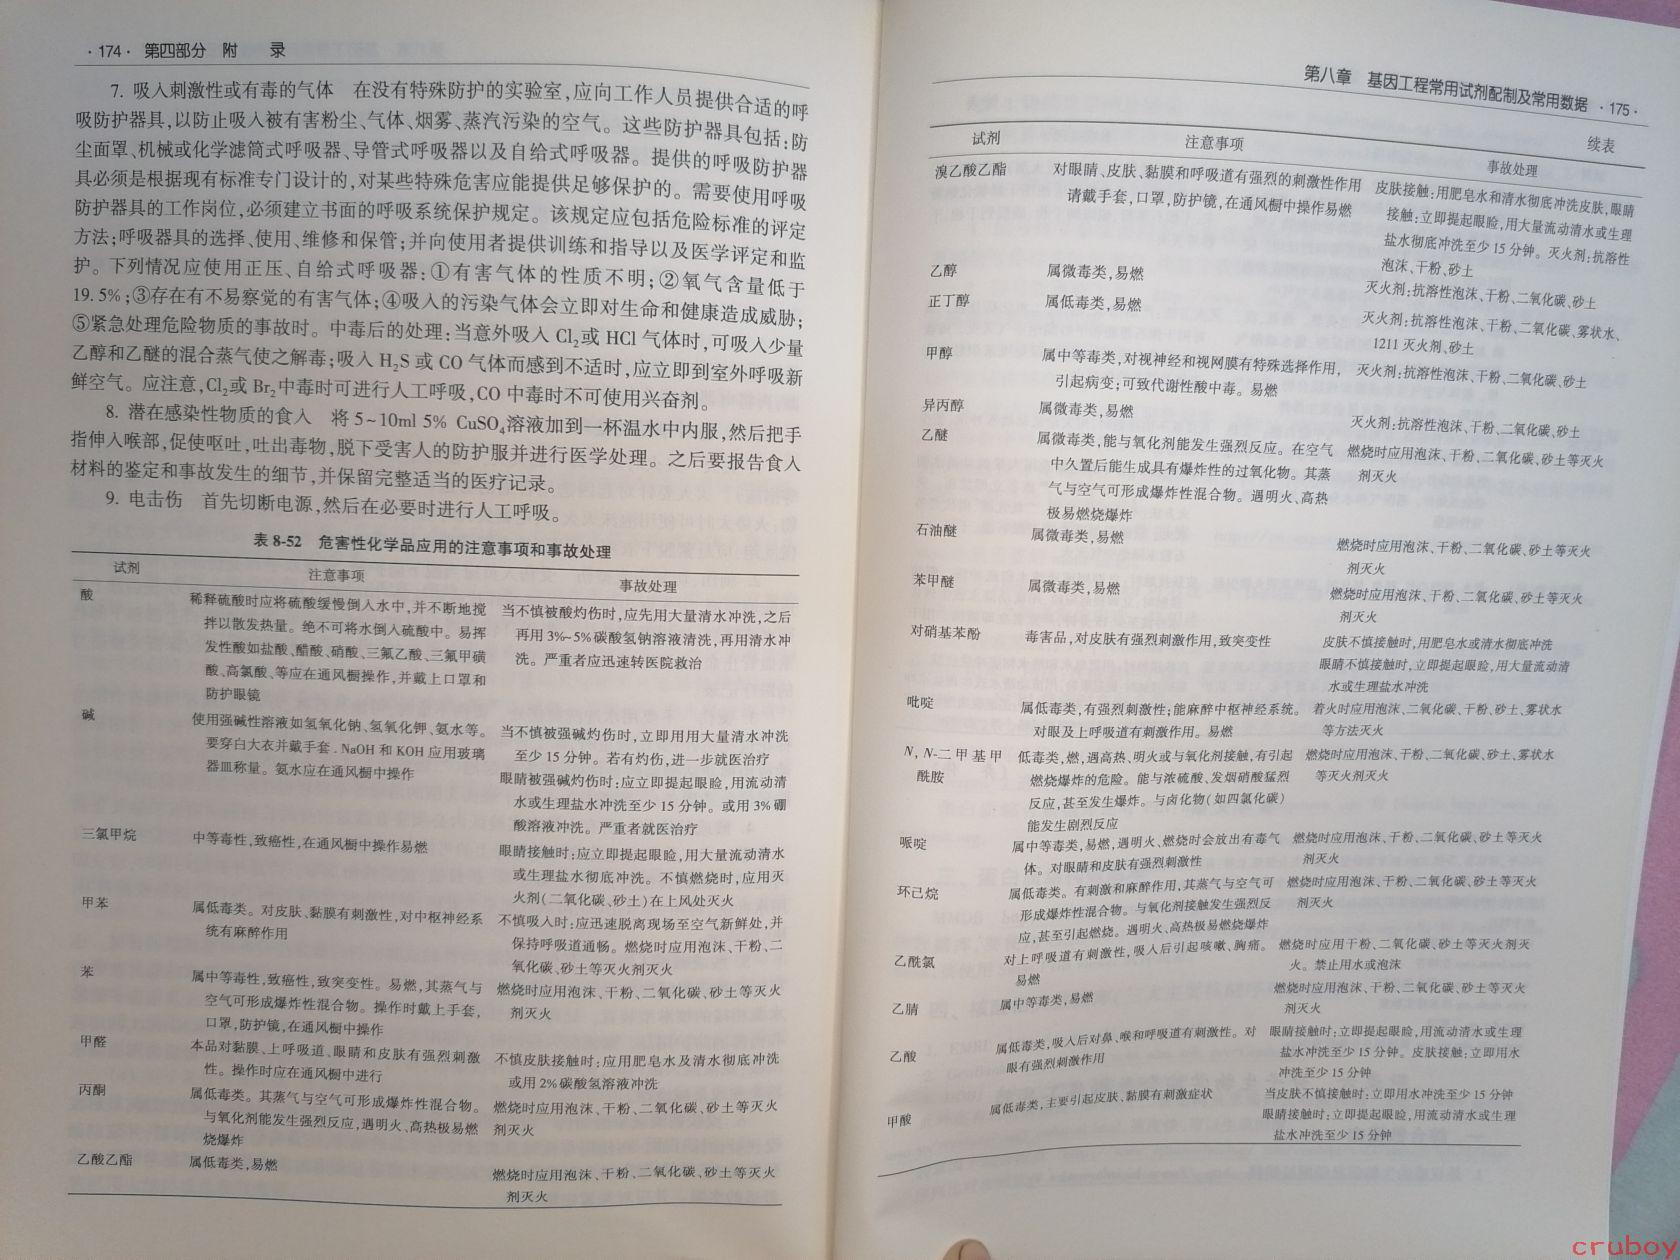 · 174 · 第四部分 附 录
7. 吸入刺激性或有毒的气体 在没有特殊防护的实验室,应向工作人员提供合适的呼
吸防护器具,以防止吸入被有害粉尘、气体、烟雾、蒸汽污染的空气。这些防护器具包括:防
尘面罩、机械或化学滤筒式呼吸器、导管式呼吸器以及自给式呼吸器。提供的呼吸防护器
具必须是根据现有标准专门设计的,对某些特殊危害应能提供足够保护的。需要使用呼吸
防护器具的工作岗位,必须建立书面的呼吸系统保护规定。该规定应包括危险标准的评定
方法;呼吸器具的选择、使用、维修和保管;并向使用者提供训练和指导以及医学评定和监
护。下列情况应使用正压、自给式呼吸器:①有害气体的性质不明;②氧气含量低于
19.5%;③存在有不易察觉的有害气体;④吸入的污染气体会立即对生命和健康造成威胁;
⑤紧急处理危险物质的事故时。中毒后的处理:当意外吸入 Cl₂或 HCl 气体时,可吸入少量
乙醇和乙醚的混合蒸气使之解毒;吸入 H₂S 或 CO 气体而感到不适时,应立即到室外呼吸新
鲜空气。应注意,Cl₂或 Br₂中毒时可进行人工呼吸,CO 中毒时不可使用兴奋剂。
8. 潜在感染性物质的食入 将 5~10ml 5% CuSO₄溶液加到一杯温水中内服,然后把手
指伸入喉部,促使呕吐,吐出毒物,脱下受害人的防护服并进行医学处理。之后要报告食入
材料的鉴定和事故发生的细节,并保留完整适当的医疗记录。
9. 电击伤 首先切断电源,然后在必要时进行人工呼吸。
表 8-52 危害性化学品应用的注意事项和事故处理
试剂 注意事项 事故处理
酸 稀释硫酸时应将硫酸缓慢倒入水中,并不断地搅 当不慎被酸灼伤时,应先用大量清水冲洗,之后
拌以散发热量。绝不可将水倒入硫酸中。易挥 再用 3%~5% 碳酸氢钠溶液清洗,再用清水冲
发性酸如盐酸、醋酸、硝酸、三氟乙酸、三氟甲磺 洗。严重者应迅速转医院救治
酸、高氯酸、等应在通风橱操作,并戴上口罩和
防护眼镜
碱 使用强碱性溶液如氢氧化钠、氢氧化钾、氨水等。 当不慎被强碱灼伤时,立即用用大量清水冲洗
要穿白大衣并戴手套 . NaOH 和 KOH 应用玻璃 至少 15 分钟。若有灼伤,进一步就医治疗
器皿称量。氨水应在通风橱中操作 眼睛被强碱灼伤时:应立即提起眼睑,用流动清
水或生理盐水冲洗至少 15 分钟。或用 3% 硼
酸溶液冲洗。严重者就医治疗
三氯甲烷 中等毒性,致癌性,在通风橱中操作易燃 眼睛接触时:应立即提起眼睑,用大量流动清水
或生理盐水彻底冲洗。不慎燃烧时,应用灭
火剂(二氧化碳、砂土)在上风处灭火
甲苯 属低毒类。对皮肤、黏膜有刺激性,对中枢神经系 不慎吸入时:应迅速脱离现场至空气新鲜处,并
统有麻醉作用 保持呼吸道通畅。燃烧时应用泡沫、干粉、二
氧化碳、砂土等灭火剂灭火
苯 属中等毒性,致癌性,致突变性。易燃,其蒸气与 燃烧时应用泡沫、干粉、二氧化碳、砂土等灭火
空气可形成爆炸性混合物。操作时戴上手套, 剂灭火
口罩,防护镜,在通风橱中操作
甲醛 本品对黏膜、上呼吸道、眼睛和皮肤有强烈刺激 不慎皮肤接触时:应用肥皂水及清水彻底冲洗
性。操作时应在通风橱中进行 或用 2% 碳酸氢溶液冲洗
丙酮 属低毒类。其蒸气与空气可形成爆炸性混合物。 燃烧时应用泡沫、干粉、二氧化碳、砂土等灭火
与氧化剂能发生强烈反应,遇明火、高热极易燃 剂灭火
烧爆炸
乙酸乙酯 属低毒类,易燃 燃烧时应用泡沫、干粉、二氧化碳、砂土等灭火
剂灭火
第八章 基因工程常用试剂配制及常用数据 · 175 ·
续表
试剂 注意事项 事故处理
溴乙酸乙酯 对眼睛、皮肤、黏膜和呼吸道有强烈的刺激性作用 皮肤接触:用肥皂水和清水彻底冲洗皮肤,眼睛
请戴手套,口罩,防护镜,在通风橱中操作易燃 接触:立即提起眼睑,用大量流动清水或生理
盐水彻底冲洗至少 15 分钟。灭火剂:抗溶性
泡沫、干粉、砂土
乙醇 属微毒类,易燃 灭火剂:抗溶性泡沫、干粉、二氧化碳、砂土
正丁醇 属低毒类,易燃 灭火剂:抗溶性泡沫、干粉、二氧化碳、雾状水、
1211 灭火剂、砂土
甲醇 属中等毒类,对视神经和视网膜有特殊选择作用, 灭火剂:抗溶性泡沫、干粉、二氧化碳、砂土
引起病变;可致代谢性酸中毒。易燃
异丙醇 属微毒类,易燃 灭火剂:抗溶性泡沫、干粉、二氧化碳、砂土
乙醚 属微毒类,能与氧化剂能发生强烈反应。在空气 燃烧时应用泡沫、干粉、二氧化碳、砂土等灭火
中久置后能生成具有爆炸性的过氧化物。其蒸 剂灭火
气与空气可形成爆炸性混合物。遇明火、高热
极易燃烧爆炸
石油醚 属微毒类,易燃 燃烧时应用泡沫、干粉、二氧化碳、砂土等灭火
剂灭火
苯甲醚 属微毒类,易燃 燃烧时应用泡沫、干粉、二氧化碳、砂土等灭火
剂灭火
对硝基苯酚 毒害品,对皮肤有强烈刺激作用,致突变性 皮肤不慎接触时,用肥皂水或清水彻底冲洗
眼睛不慎接触时,立即提起眼睑,用大量流动清
水或生理盐水冲洗
吡啶 属低毒类,有强烈刺激性;能麻醉中枢神经系统。 着火时应用泡沫、二氧化碳、干粉、砂土、雾状水
对眼及上呼吸道有刺激作用。易燃 等方法灭火
N,N-二甲基甲 低毒类,燃,遇高热、明火或与氧化剂接触,有引起 燃烧时应用泡沫、干粉、二氧化碳、砂土、雾状水
酰胺 燃烧爆炸的危险。能与浓硫酸、发烟硝酸猛烈 等灭火剂灭火
反应,甚至发生爆炸。与卤化物(如四氯化碳)
能发生剧烈反应
哌啶 属中等毒类,易燃,遇明火、燃烧时会放出有毒气 燃烧时应用泡沫、干粉、二氧化碳、砂土等灭火
体。对眼睛和皮肤有强烈刺激性 剂灭火
环己烷 属低毒类。有刺激和麻醉作用,其蒸气与空气可 燃烧时应用泡沫、干粉、二氧化碳、砂土等灭火
形成爆炸性混合物。与氧化剂接触发生强烈反 剂灭火
应,甚至引起燃烧。遇明火、高热极易燃烧爆炸
乙酰氯 对上呼吸道有刺激性,吸入后引起咳嗽、胸痛。 燃烧时应用干粉、二氧化碳、砂土等灭火剂灭
易燃 火。禁止用水或泡沫
乙腈 属中等毒类,易燃 燃烧时应用泡沫、干粉、二氧化碳、砂土等灭火
剂灭火
乙酸 属低毒类,吸入后对鼻、喉和呼吸道有刺激性。对 眼睛接触时:立即提起眼睑,用流动清水或生理
眼有强烈刺激作用 盐水冲洗至少 15 分钟。皮肤接触:立即用水
冲洗至少 15 分钟
甲酸 属低毒类,主要引起皮肤、黏膜有刺激症状 当皮肤不慎接触时:立即用水冲洗至少 15 分钟
眼睛接触时:立即提起眼睑,用流动清水或生理
盐水冲洗至少 15 分钟
cruboy